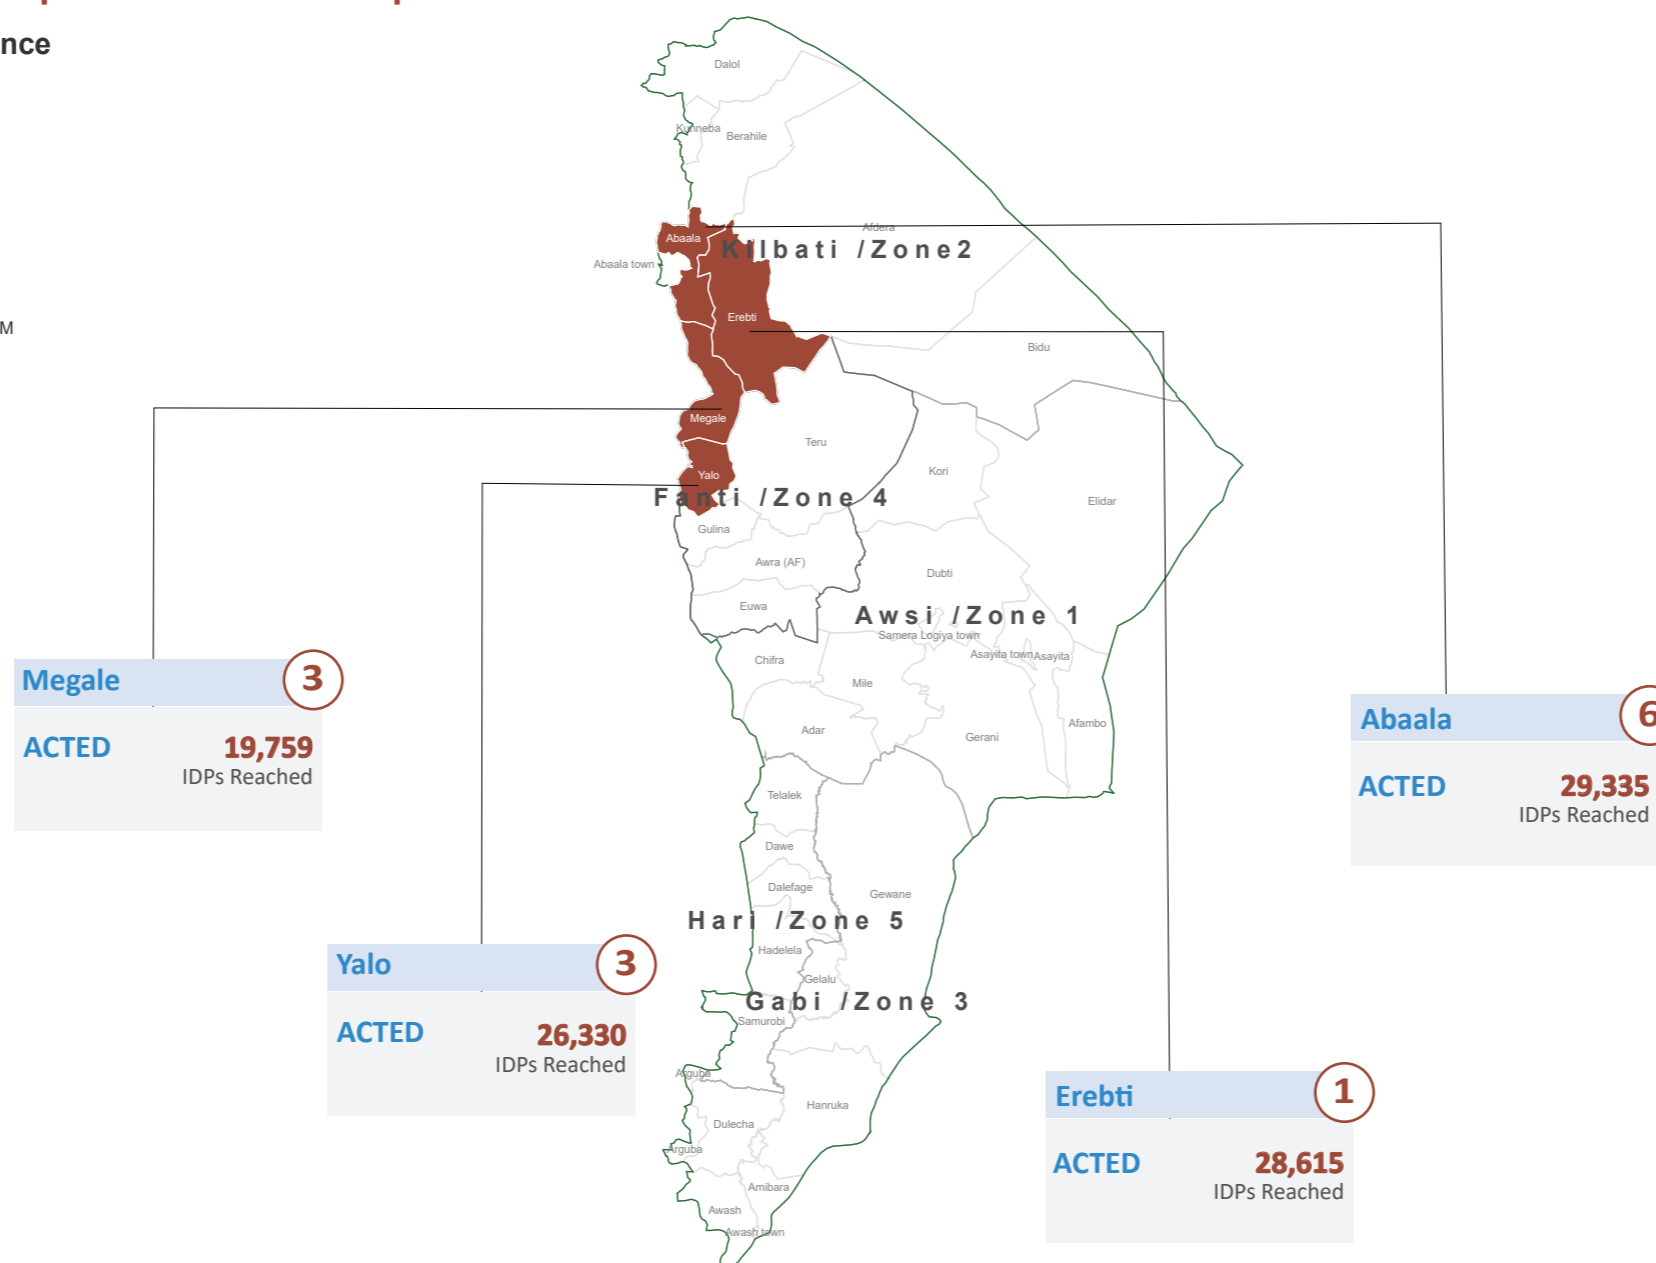 nce
M
Dalol
Kunneba
Berahile
Afdera
Abaala
Kilbati /Zone2
Abaala town
Erebti
Bidu
Megale
Teru
Kori
Yalo
Fanti /Zone 4
Elidar
Gulina
Awra (AF)
Dubti
Euwa
Awsi /Zone 1
Samera Logiya town
Asayita town
Asayita
Chifra
Mile
Afambo
Adar
Gerani
Telalek
Dawe
Dalefage
Gewane
Hari /Zone 5
Hadelela
Gelalu
Gabi /Zone 3
Samurobi
Arguba
Hanruka
Dulecha
Arguba
Amibara
Awash
Awash town
Megale 3
ACTED 19,759
IDPs Reached
Yalo 3
ACTED 26,330
IDPs Reached
Abaala 6
ACTED 29,335
IDPs Reached
Erebti 1
ACTED 28,615
IDPs Reached